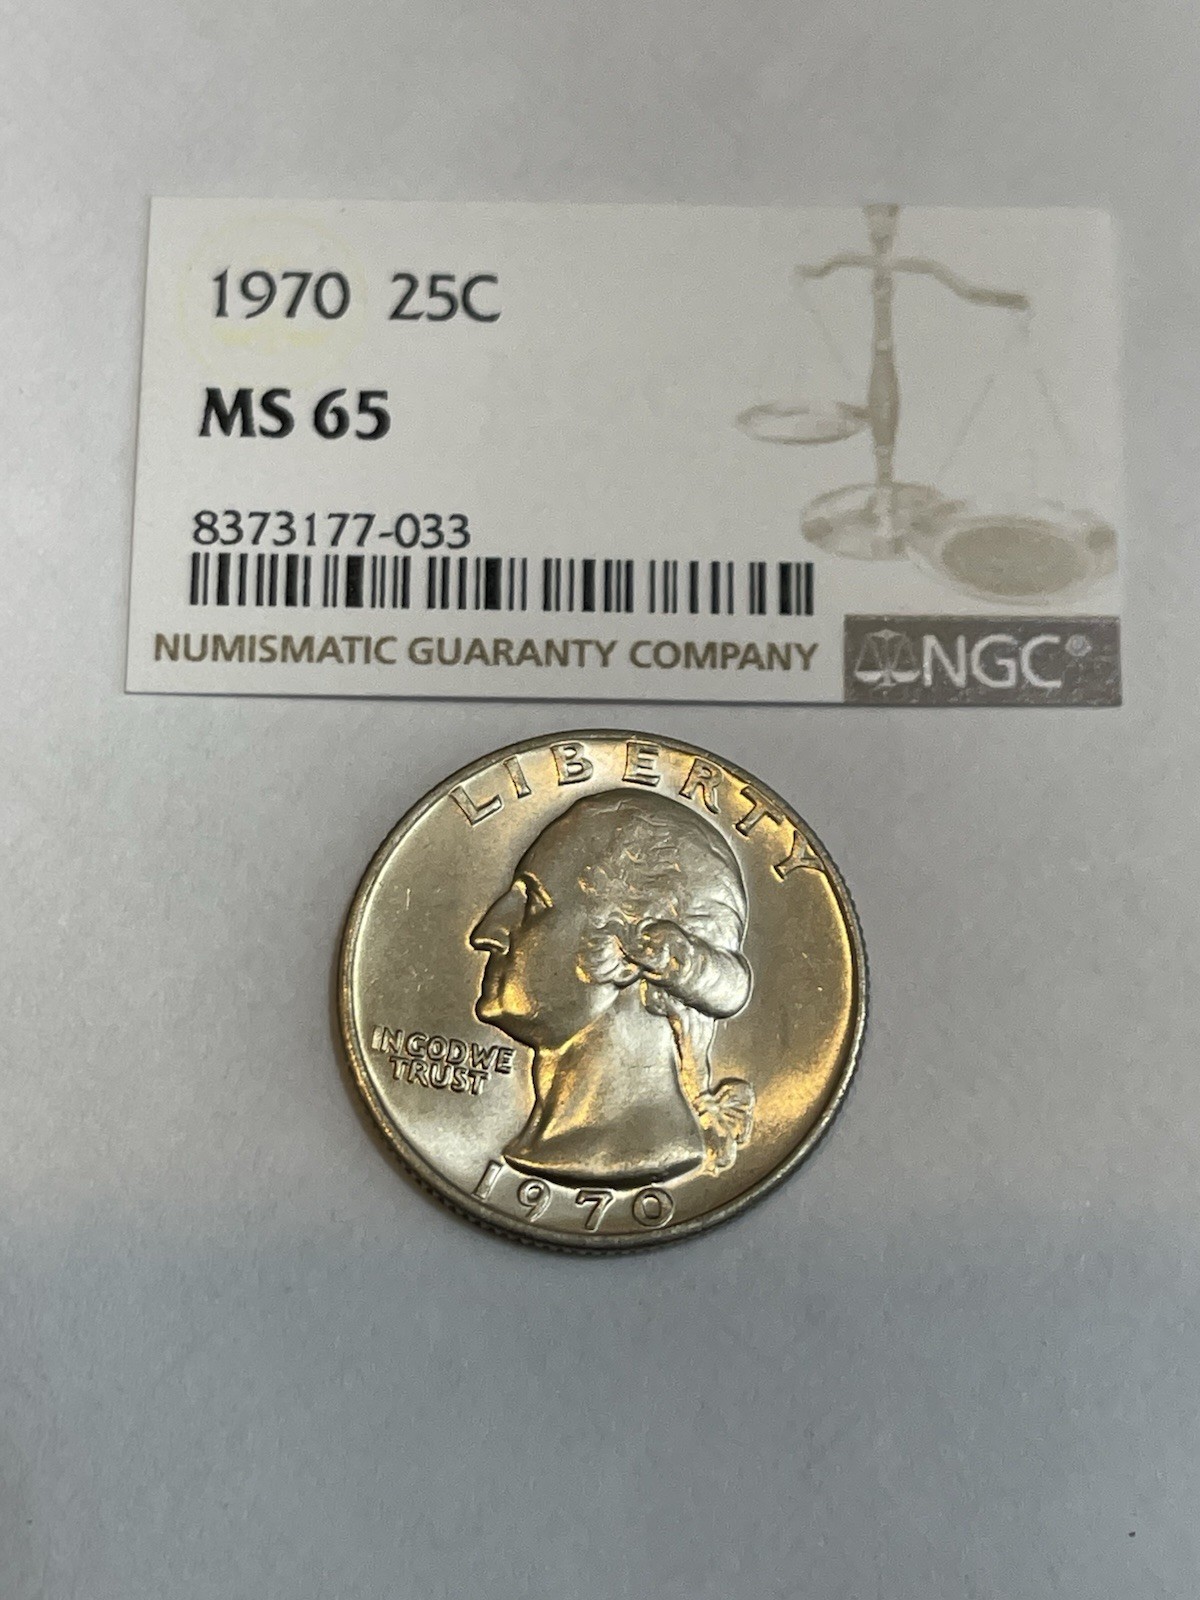 1970 25C
MS 65
8373177-033
NUMISMATIC GUARANTY COMPANY
NGC®
LIBERTY
IN GOD WE
TRUST
1970